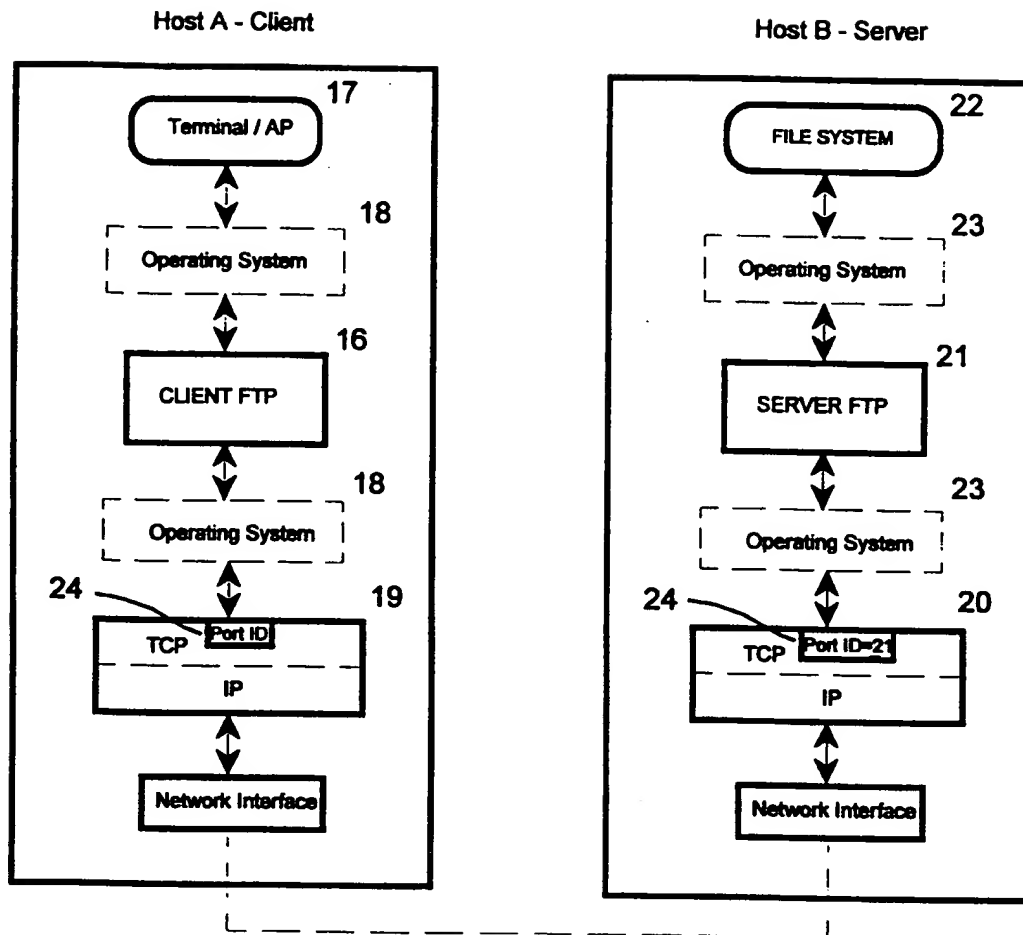 Host A - Client
17
Terminal / AP
18
Operating System
16
CLIENT FTP
18
Operating System
24
19
Port ID
TCP
IP
Network Interface
Host B - Server
22
FILE SYSTEM
23
Operating System
21
SERVER FTP
23
Operating System
24
20
Port ID=21
TCP
IP
Network Interface